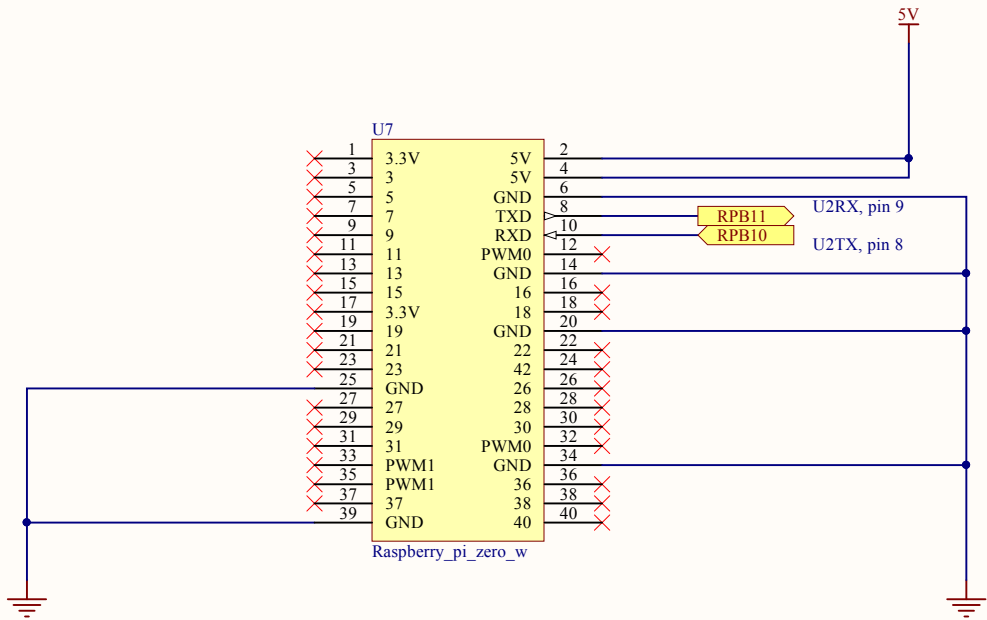 5V
U7
1 3.3V 5V 2
3 3 5V 4
5 5 GND 6
7 7 TXD 8 RPB11 U2RX, pin 9
9 9 RXD 10 RPB10 U2TX, pin 8
11 11 PWM0 12
13 13 GND 14
15 15 16 16
17 3.3V 18 18
19 19 GND 20
21 21 22 22
23 23 42 24
25 GND 26 26
27 27 28 28
29 29 30 30
31 31 PWM0 32
33 PWM1 GND 34
35 PWM1 36 36
37 37 38 38
39 GND 40 40
Raspberry_pi_zero_w